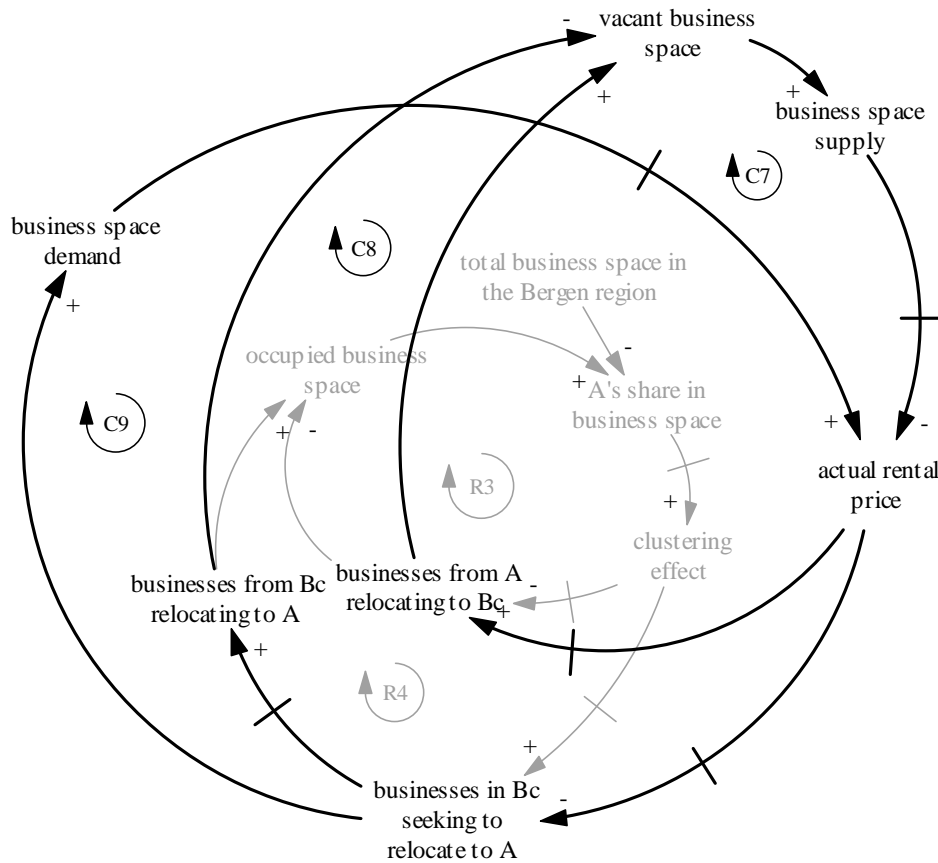 -
vacant business
space
+
+
business space
supply
C7
business space
demand
+
C8
total business space in
the Bergen region
-
occupied business
space
+
A's share in
business space
C9
+
-
+
-
R3
+
actual rental
price
clustering
effect
businesses from Bc
relocating to A
businesses from A
relocating to Bc
-
+
+
R4
+
businesses in Bc
seeking to
relocate to A
-